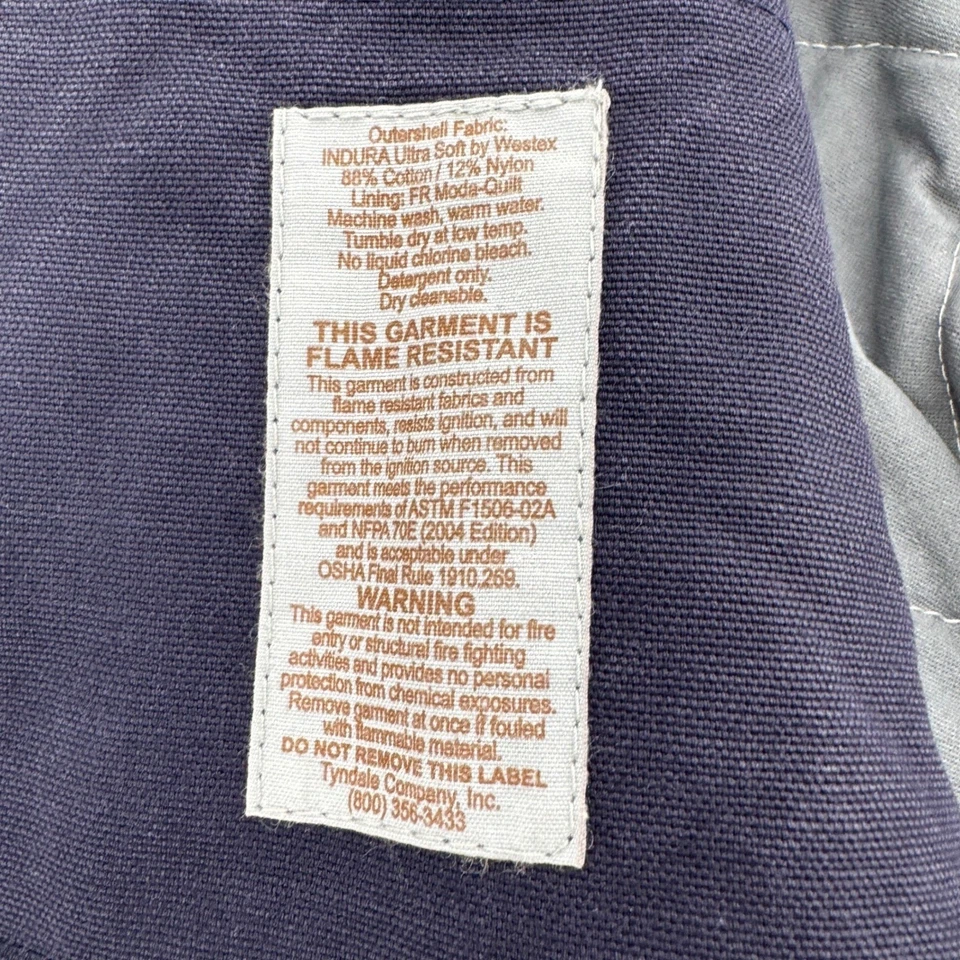 Outershell Fabric:
INDURA Ultra Soft by Westex
88% Cotton / 12% Nylon
Lining: FR Moda-Quilt
Machine wash, warm water.
Tumble dry at low temp.
No liquid chlorine bleach.
Detergent only.
Dry cleanable.
THIS GARMENT IS
FLAME RESISTANT
This garment is constructed from
flame resistant fabrics and
components, resists ignition, and will
not continue to burn when removed
from the ignition source. This
garment meets the performance
requirements of ASTM F1506-02A
and NFPA 70E (2004 Edition)
and is acceptable under
OSHA Final Rule 1910.269.
WARNING
This garment is not intended for fire
entry or structural fire fighting
activities and provides no personal
protection from chemical exposures.
Remove garment at once if fouled
with flammable material.
DO NOT REMOVE THIS LABEL
Tyndale Company, Inc.
(800) 356-3433